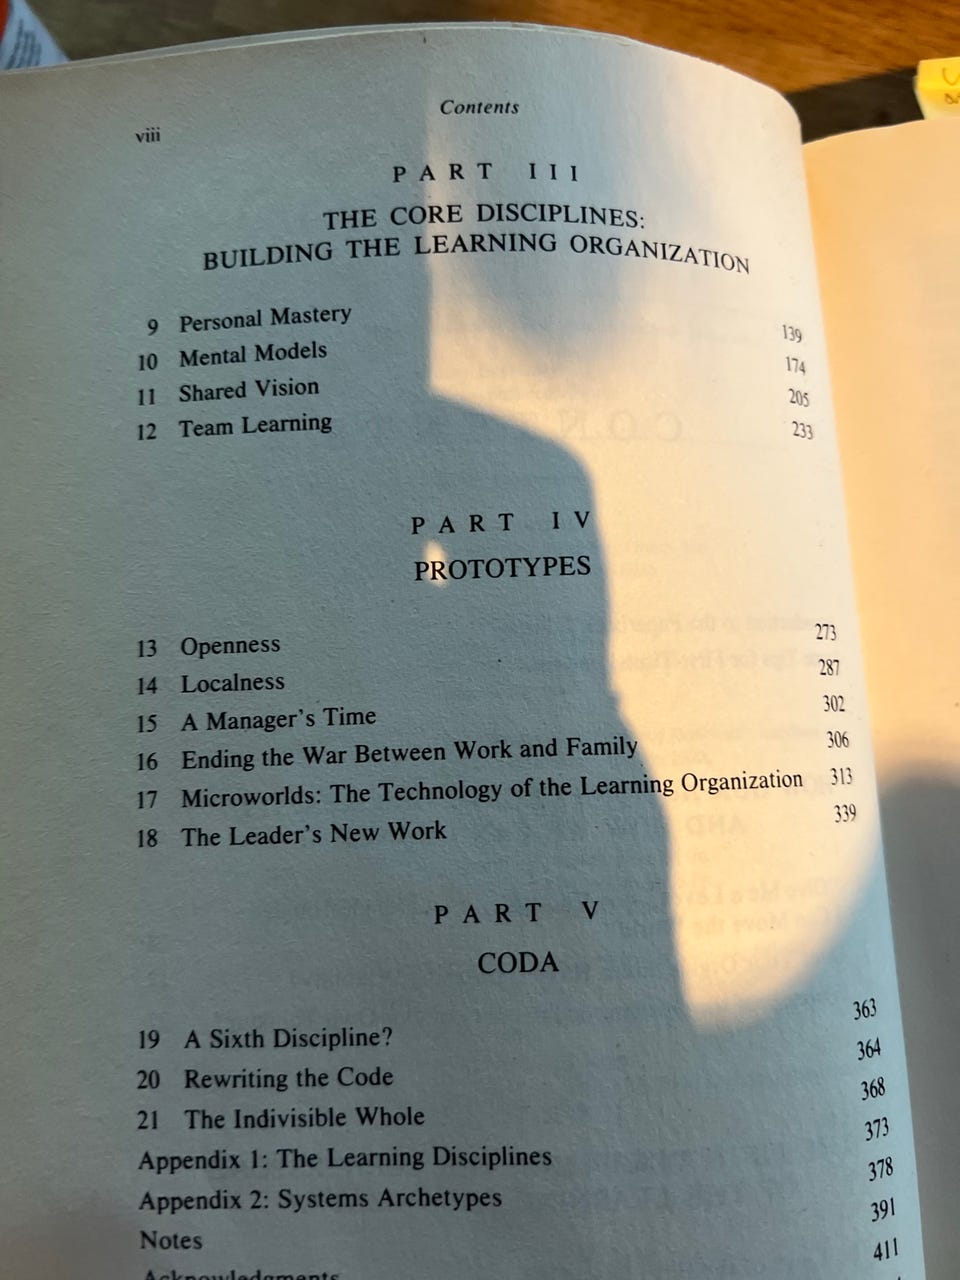 Contents
viii
PART III
THE CORE DISCIPLINES:
BUILDING THE LEARNING ORGANIZATION
9 Personal Mastery 139
10 Mental Models 174
11 Shared Vision 205
12 Team Learning 233
PART IV
PROTOTYPES
13 Openness 273
14 Localness 287
15 A Manager's Time 302
16 Ending the War Between Work and Family 306
17 Microworlds: The Technology of the Learning Organization 313
18 The Leader's New Work 339
PART V
CODA
19 A Sixth Discipline? 363
20 Rewriting the Code 364
21 The Indivisible Whole 368
Appendix 1: The Learning Disciplines 373
Appendix 2: Systems Archetypes 378
Notes 391
Acknowledgments 411